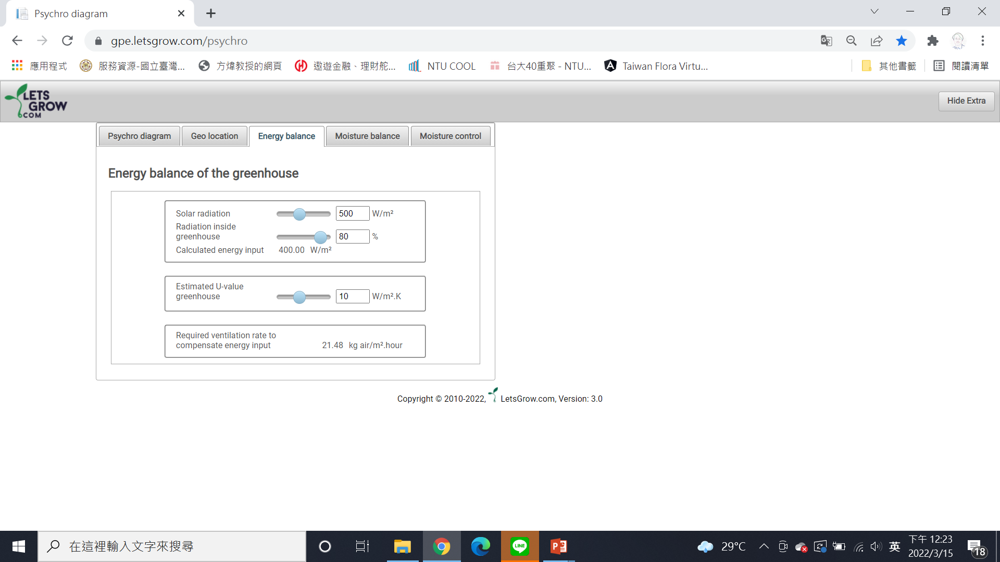 Psychro diagram
gpe.letsgrow.com/psychro
應用程式 服務資源-國立臺灣... 方煒教授的網頁 遨遊金融、理財舵... NTU COOL 台大40重聚 - NTU... Taiwan Flora Virtu... 其他書籤 閱讀清單
LETS
GROW
COM
Hide Extra
Psychro diagram Geo location Energy balance Moisture balance Moisture control
Energy balance of the greenhouse
Solar radiation 500 W/m²
Radiation inside
greenhouse 80 %
Calculated energy input 400.00 W/m²
Estimated U-value
greenhouse 10 W/m².K
Required ventilation rate to
compensate energy input 21.48 kg air/m².hour
Copyright © 2010-2022, LetsGrow.com, Version: 3.0
在這裡輸入文字來搜尋
LINE
29°C
英
下午 12:23
2022/3/15
18